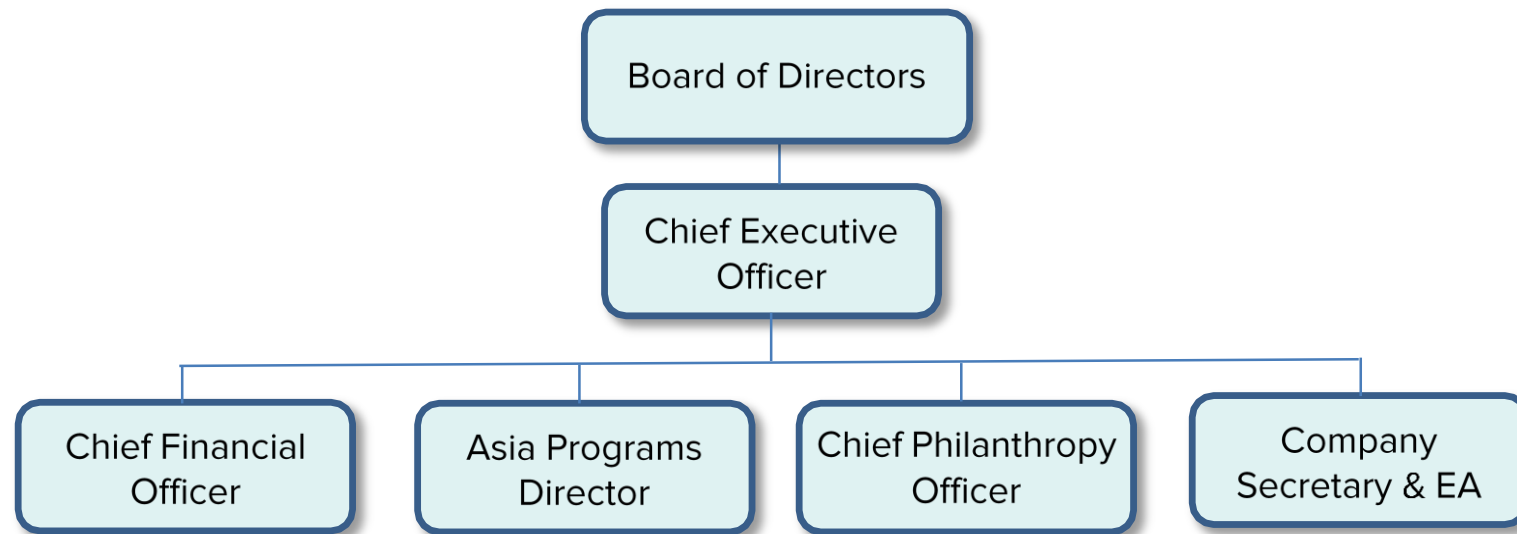 Board of Directors
Chief Executive
Officer
Chief Financial
Officer
Asia Programs
Director
Chief Philanthropy
Officer
Company
Secretary & EA